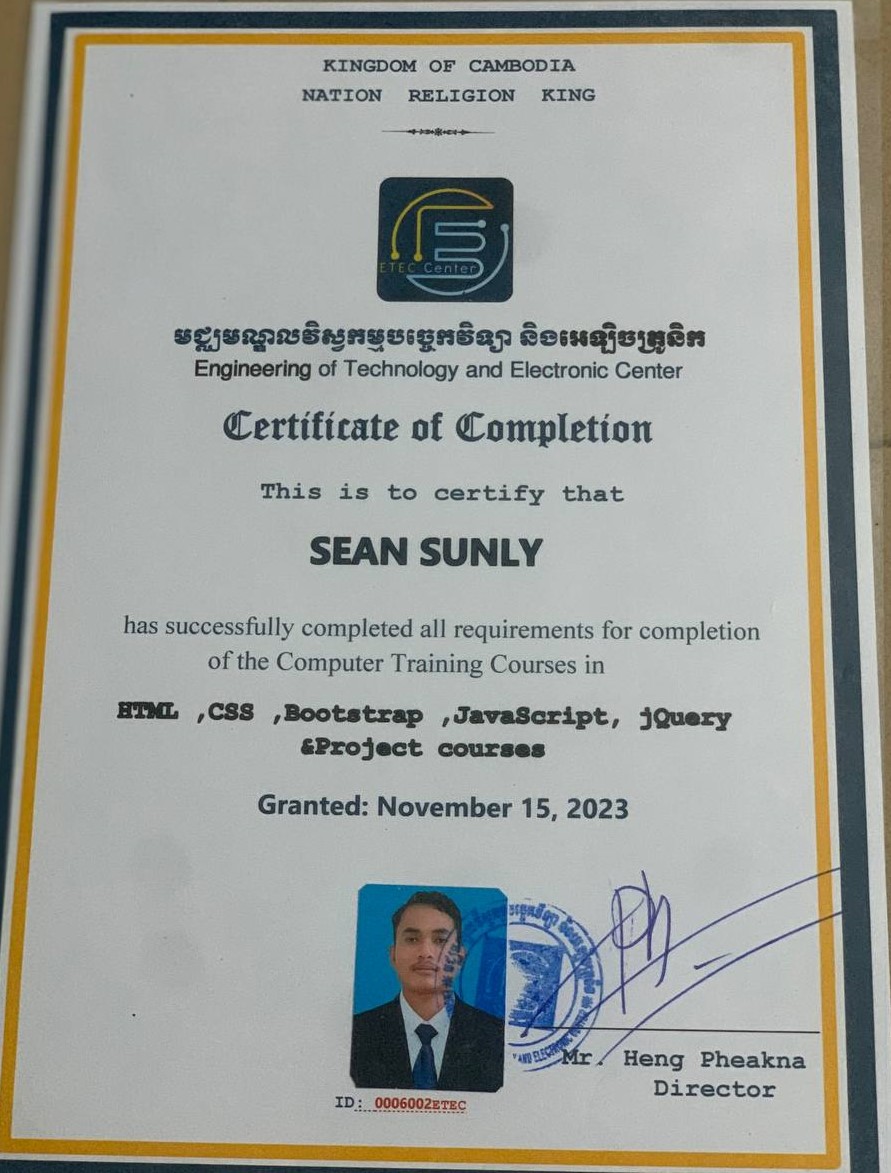 KINGDOM OF CAMBODIA
NATION RELIGION KING
ETEC Center
មជ្ឈមណ្ឌលវិស្វកម្មបច្ចេកវិទ្យា និងអេឡិចត្រូនិក
Engineering of Technology and Electronic Center
Certificate of Completion
This is to certify that
SEAN SUNLY
has successfully completed all requirements for completion
of the Computer Training Courses in
HTML ,CSS ,Bootstrap ,JavaScript, jQuery
&Project courses
Granted: November 15, 2023
AND ELECTRONIC CENTER
Mr. Heng Pheakna
Director
ID: 0006002ETEC